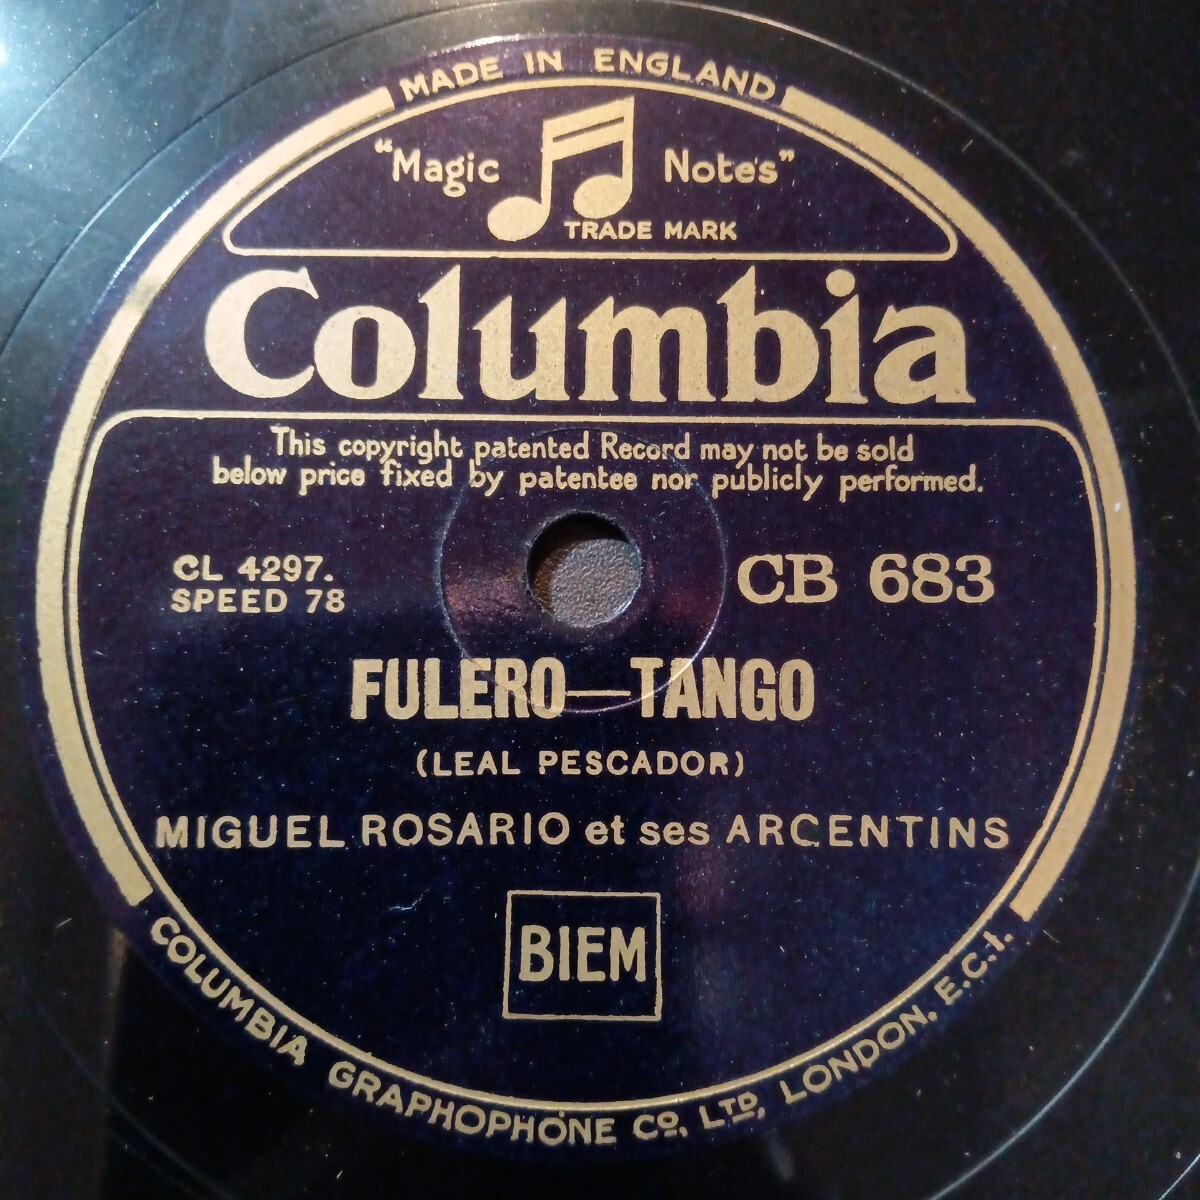 MADE IN ENGLAND
"Magic Notes"
TRADE MARK
Columbia
This copyright patented Record may not be sold
below price fixed by patentee nor publicly performed.
CL 4297.
SPEED 78
CB 683
FULERO—TANGO
(LEAL PESCADOR)
MIGUEL ROSARIO et ses ARCENTINS
BIEM
COLUMBIA GRAPHOPHONE CO, LTD, LONDON, E.C.1.